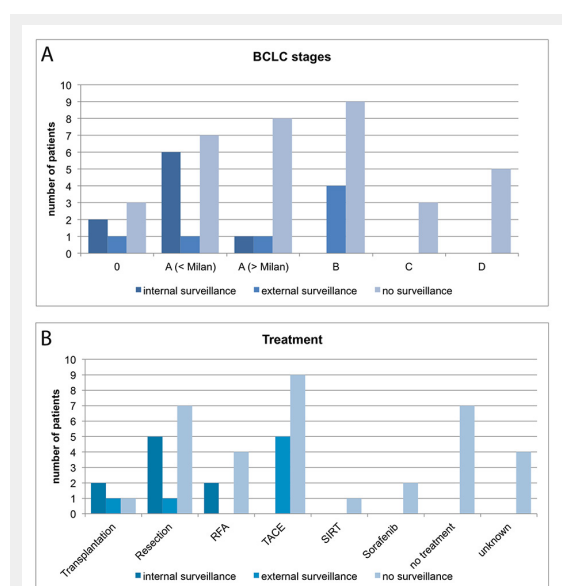 A
BCLC stages
number of patients
10
9
8
7
6
5
4
3
2
1
0
0 A (< Milan) A (> Milan) B C D
internal surveillance external surveillance no surveillance
B
Treatment
number of patients
10
9
8
7
6
5
4
3
2
1
0
Transplantation Resection RFA TACE SIRT Sorafenib no treatment unknown
internal surveillance external surveillance no surveillance